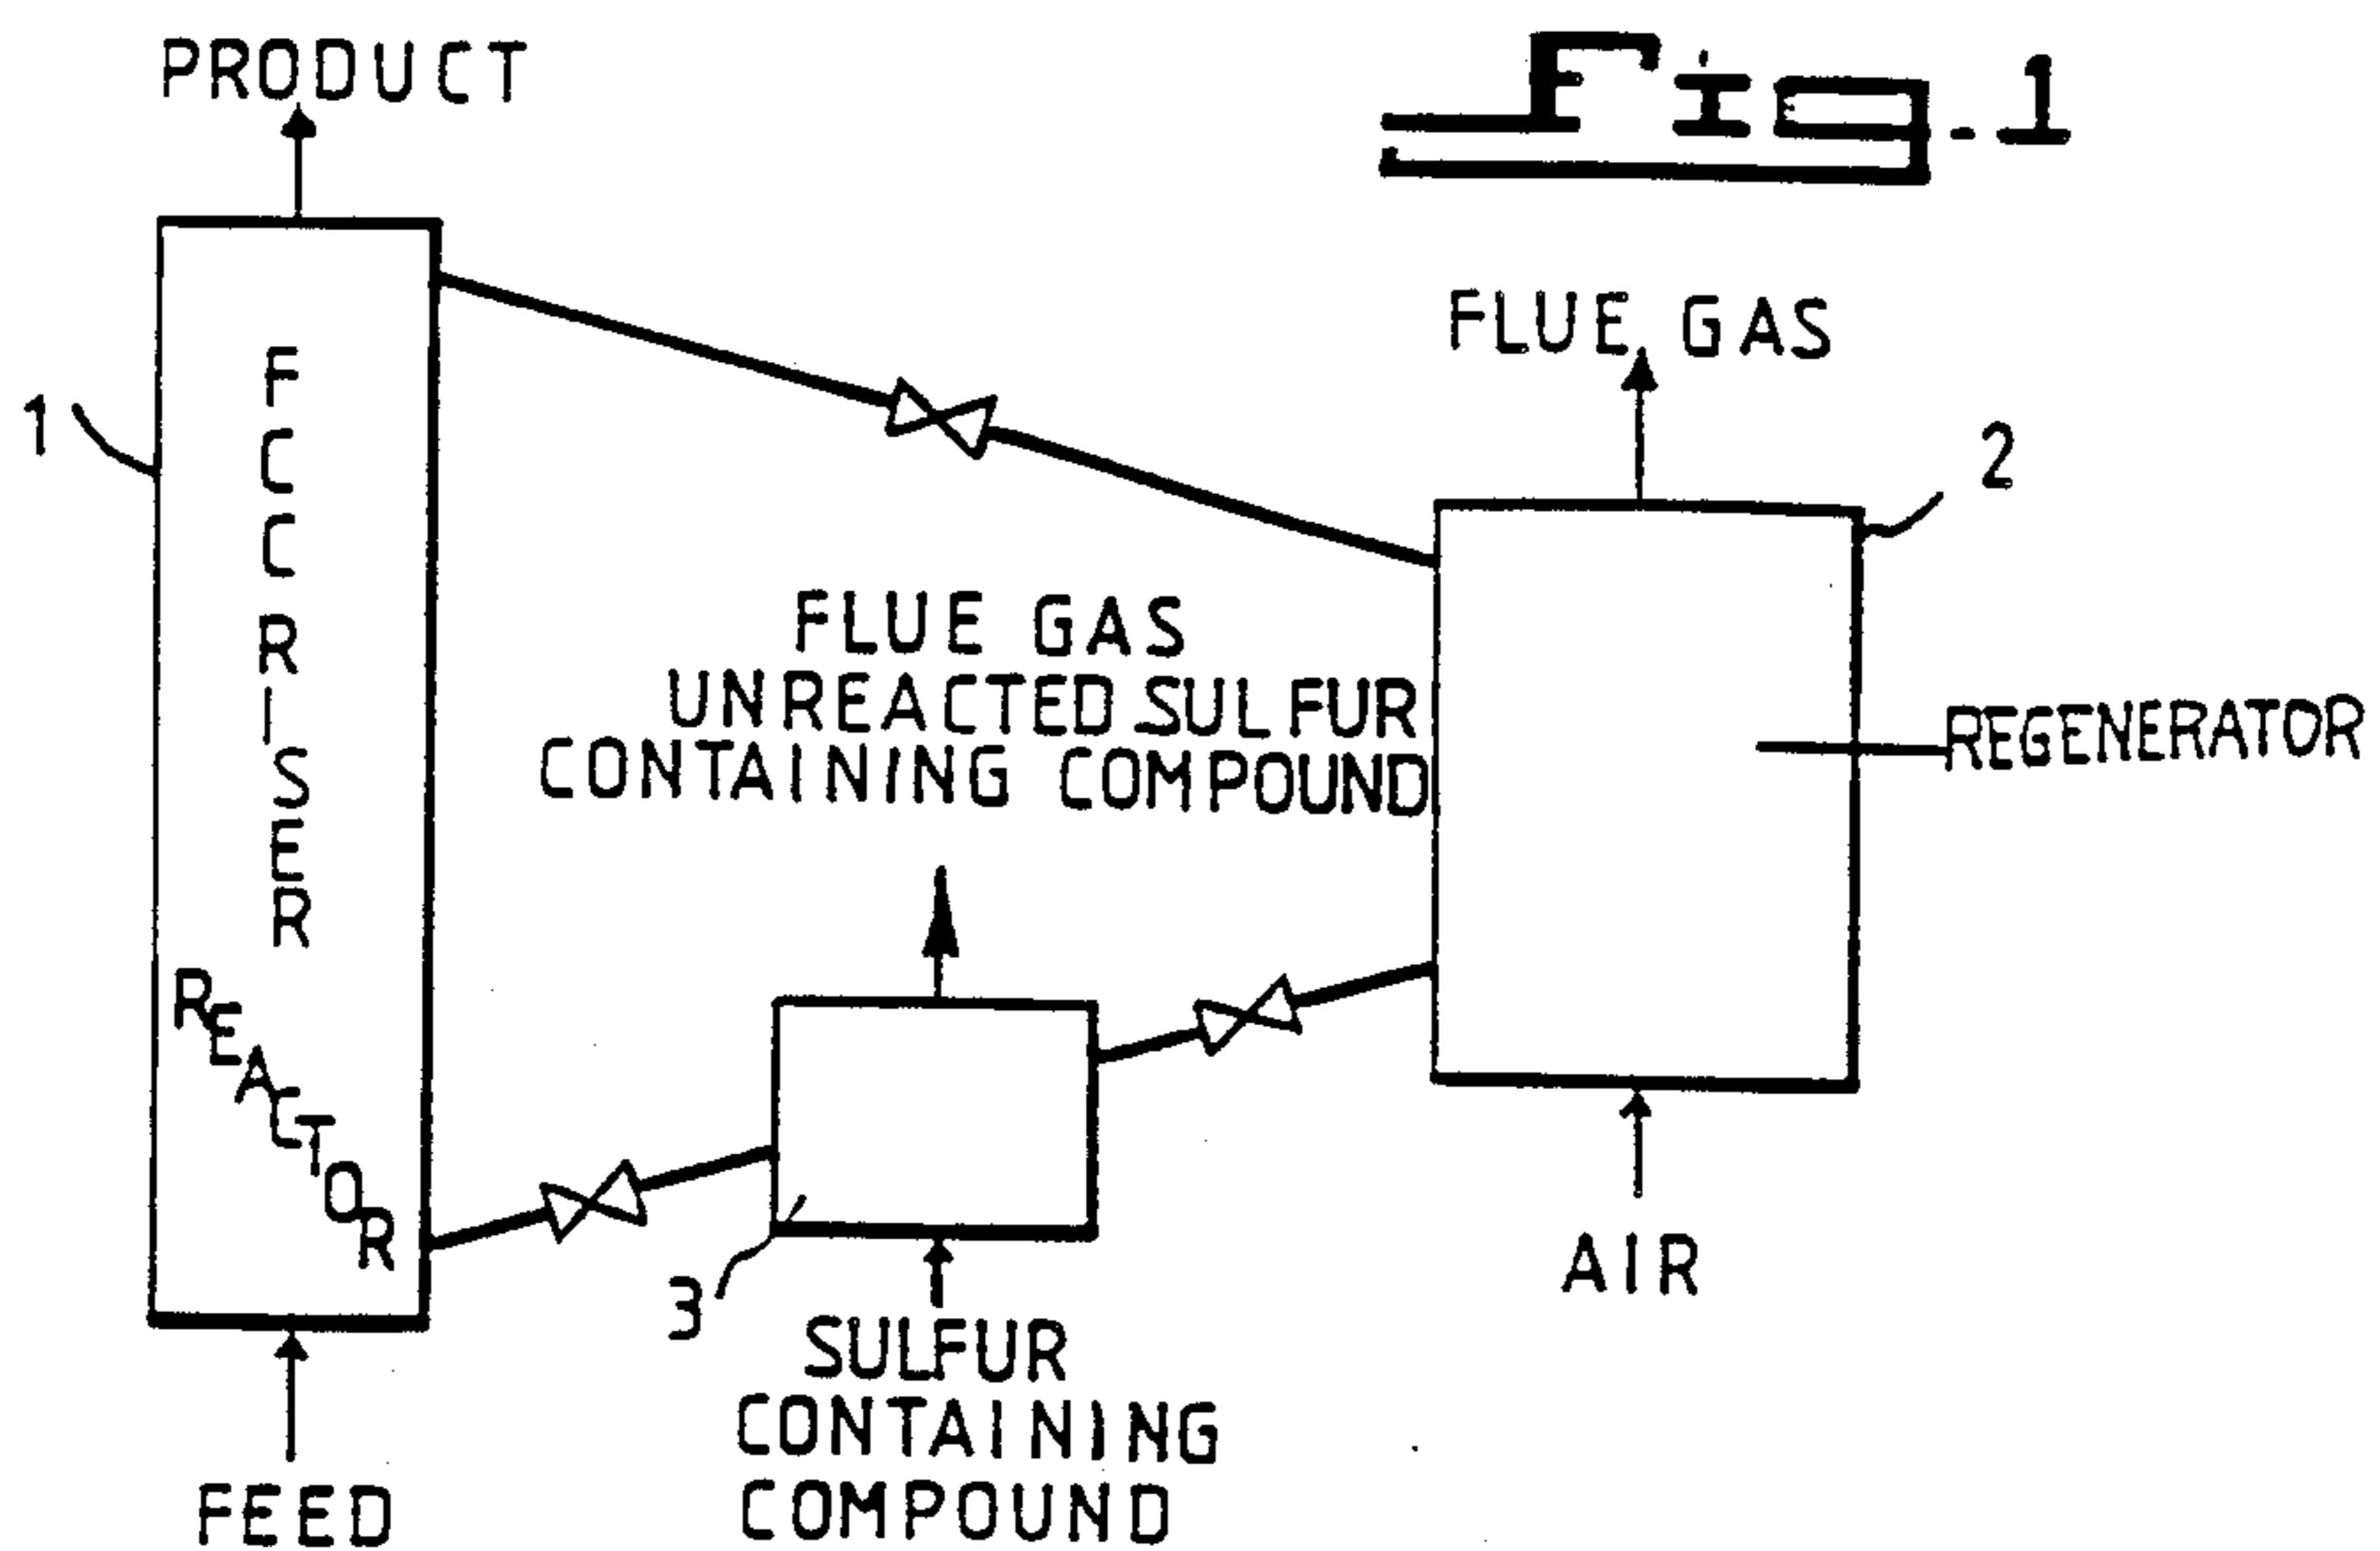 PRODUCT
Fig.1
FLUE GAS
1
2
FCC RISER
REACTOR
FLUE GAS
UNREACTED SULFUR
CONTAINING COMPOUND
REGENERATOR
3
AIR
SULFUR
CONTAINING
COMPOUND
FEED